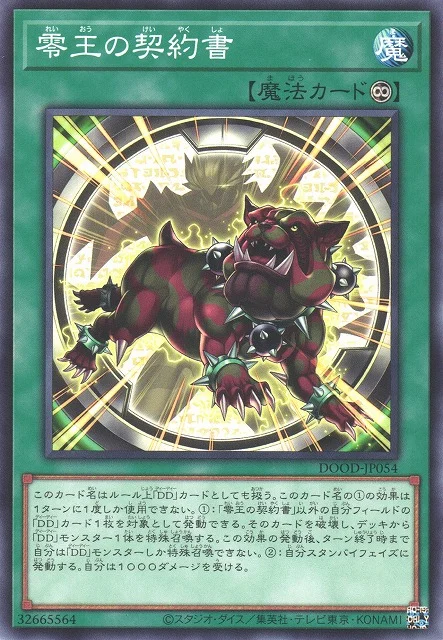 零王の契約書
魔
【魔法カード】
DOOD-JP054
このカード名はルール上「DD」カードとしても扱う。このカード名の①の効果は
1ターンに1度しか使用できない。①：「零王の契約書」以外の自分フィールドの
「DD」カード1枚を対象として発動できる。そのカードを破壊し、デッキから
「DD」モンスター1体を特殊召喚する。この効果の発動後、ターン終了時まで
自分は「DD」モンスターしか特殊召喚できない。②：自分スタンバイフェイズに
発動する。自分は1000ダメージを受ける。
32665564
©スタジオ・ダイス／集英社・テレビ東京・KONAMI